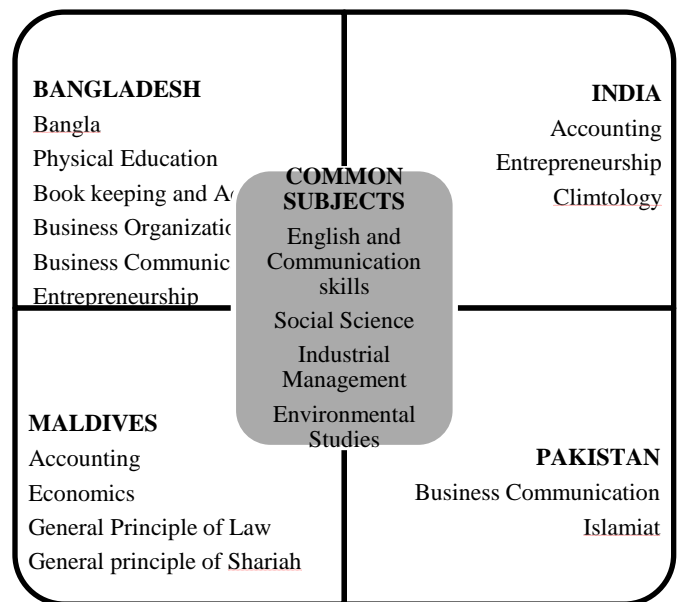 BANGLADESH
Bangla
Physical Education
Book keeping and
Business
Business
Entrepreneurship
INDIA
Accounting
Entrepreneurship
Climtology
COMMON
SUBJECTS
English and
Communication
skills
Social Science
Industrial
Management
Environmental
Studies
MALDIVES
Accounting
Economics
General Principle of Law
General principle of Shariah
PAKISTAN
Business Communication
Islamiat